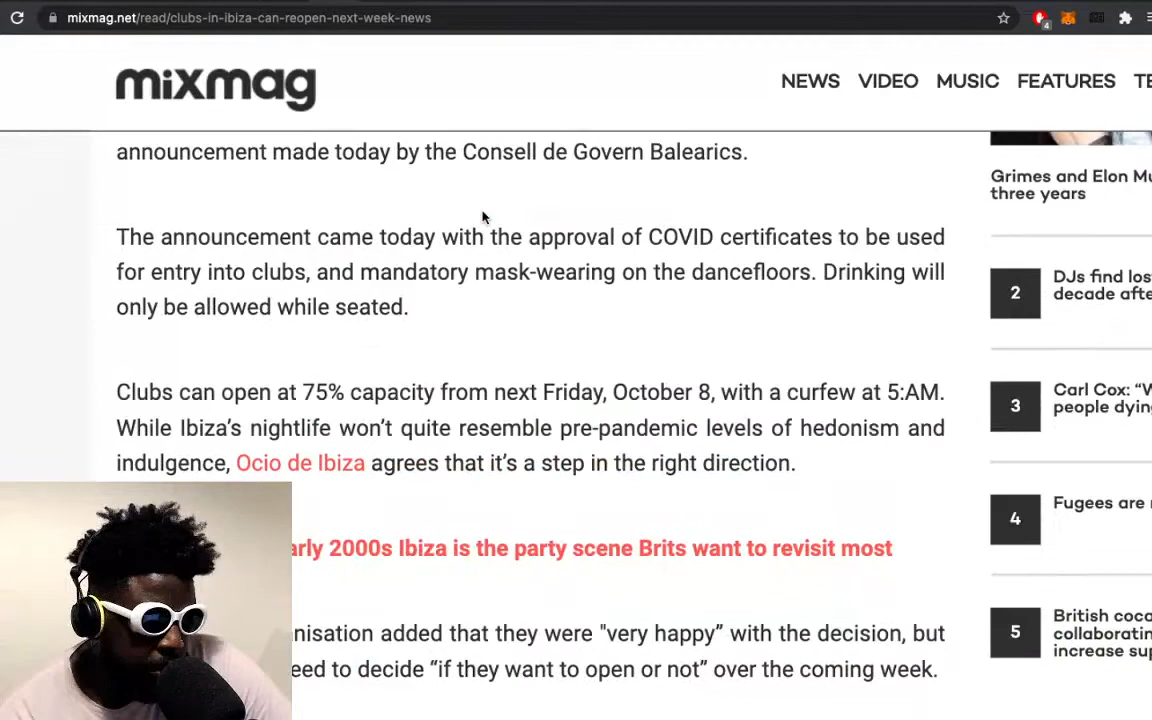 mixmag.net/read/clubs-in-ibiza-can-reopen-next-week-news
4
mixmag
NEWS VIDEO MUSIC FEATURES
announcement made today by the Consell de Govern Balearics.
The announcement came today with the approval of COVID certificates to be used
for entry into clubs, and mandatory mask-wearing on the dancefloors. Drinking will
only be allowed while seated.
Clubs can open at 75% capacity from next Friday, October 8, with a curfew at 5:AM.
While Ibiza’s nightlife won’t quite resemble pre-pandemic levels of hedonism and
indulgence, Ocio de Ibiza agrees that it’s a step in the right direction.
arly 2000s Ibiza is the party scene Brits want to revisit most
nisation added that they were "very happy” with the decision, but
eed to decide “if they want to open or not” over the coming week.
Grimes and Elon Mu
three years
2
DJs find los
decade afte
3
Carl Cox: “W
people dying
4
Fugees are
5
British coca
collaboratin
increase sup